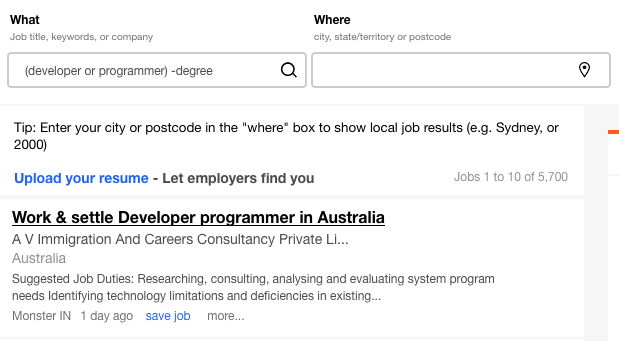 What
Where
Job title, keywords, or company
city, state/territory or postcode
(developer or programmer) -degree
Tip: Enter your city or postcode in the "where" box to show local job results (e.g. Sydney, or
2000)
Upload your resume - Let employers find you
Jobs 1 to 10 of 5,700
Work & settle Developer programmer in Australia
A V Immigration And Careers Consultancy Private Li...
Australia
Suggested Job Duties: Researching, consulting, analysing and evaluating system program
needs Identifying technology limitations and deficiencies in existing...
Monster IN 1 day ago save job more...